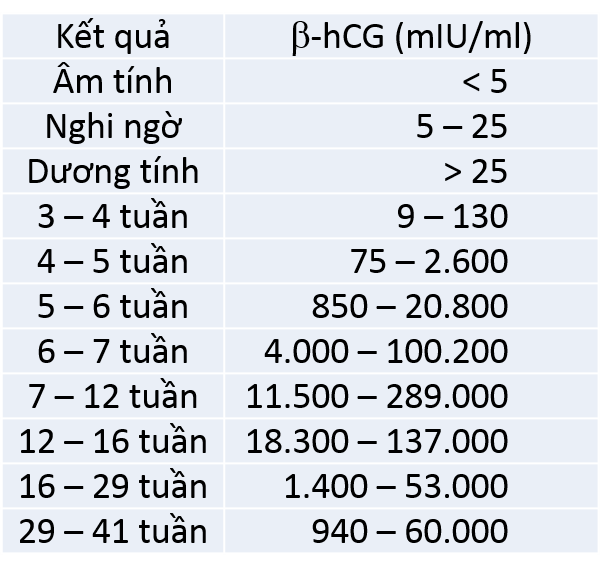 Kết quả β-hCG (mIU/ml)
Âm tính < 5
Nghi ngờ 5 – 25
Dương tính > 25
3 – 4 tuần 9 – 130
4 – 5 tuần 75 – 2.600
5 – 6 tuần 850 – 20.800
6 – 7 tuần 4.000 – 100.200
7 – 12 tuần 11.500 – 289.000
12 – 16 tuần 18.300 – 137.000
16 – 29 tuần 1.400 – 53.000
29 – 41 tuần 940 – 60.000